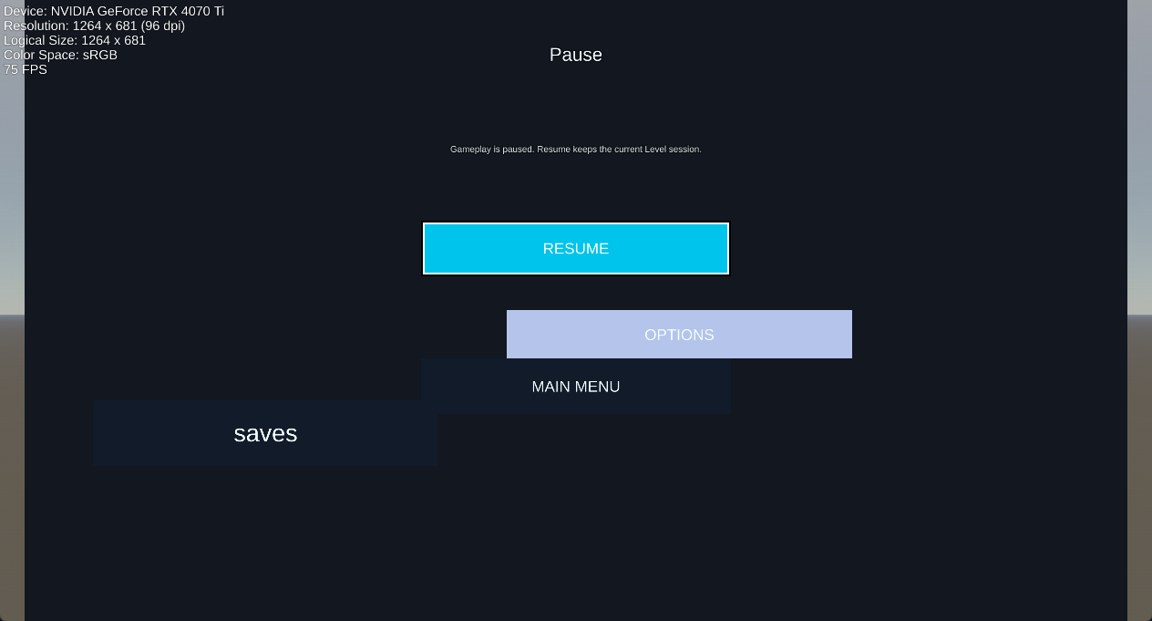 Device: NVIDIA GeForce RTX 4070 Ti
Resolution: 1264 x 681 (96 dpi)
Logical Size: 1264 x 681
Color Space: sRGB
75 FPS
Pause
Gameplay is paused. Resume keeps the current Level session.
RESUME
OPTIONS
MAIN MENU
saves